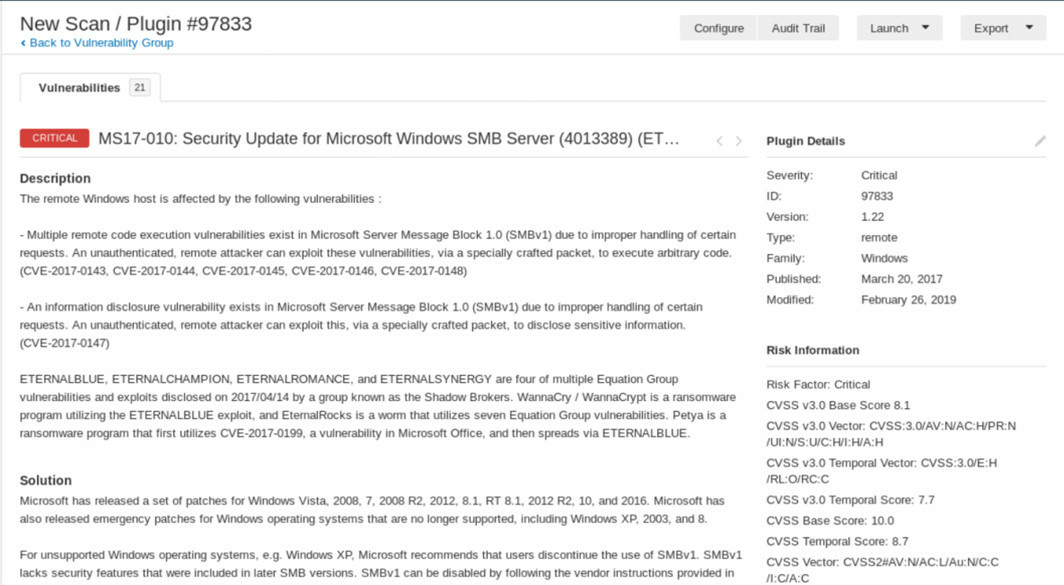 New Scan / Plugin #97833
‹ Back to Vulnerability Group
Configure
Audit Trail
Launch
Export
Vulnerabilities 21
CRITICAL MS17-010: Security Update for Microsoft Windows SMB Server (4013389) (ET...
Description
The remote Windows host is affected by the following vulnerabilities :
- Multiple remote code execution vulnerabilities exist in Microsoft Server Message Block 1.0 (SMBv1) due to improper handling of certain
requests. An unauthenticated, remote attacker can exploit these vulnerabilities, via a specially crafted packet, to execute arbitrary code.
(CVE-2017-0143, CVE-2017-0144, CVE-2017-0145, CVE-2017-0146, CVE-2017-0148)
- An information disclosure vulnerability exists in Microsoft Server Message Block 1.0 (SMBv1) due to improper handling of certain
requests. An unauthenticated, remote attacker can exploit this, via a specially crafted packet, to disclose sensitive information.
(CVE-2017-0147)
ETERNALBLUE, ETERNALCHAMPION, ETERNALROMANCE, and ETERNALSYNERGY are four of multiple Equation Group
vulnerabilities and exploits disclosed on 2017/04/14 by a group known as the Shadow Brokers. WannaCry / WannaCrypt is a ransomware
program utilizing the ETERNALBLUE exploit, and EternalRocks is a worm that utilizes seven Equation Group vulnerabilities. Petya is a
ransomware program that first utilizes CVE-2017-0199, a vulnerability in Microsoft Office, and then spreads via ETERNALBLUE.
Solution
Microsoft has released a set of patches for Windows Vista, 2008, 7, 2008 R2, 2012, 8.1, RT 8.1, 2012 R2, 10, and 2016. Microsoft has
also released emergency patches for Windows operating systems that are no longer supported, including Windows XP, 2003, and 8.
For unsupported Windows operating systems, e.g. Windows XP, Microsoft recommends that users discontinue the use of SMBv1. SMBv1
lacks security features that were included in later SMB versions. SMBv1 can be disabled by following the vendor instructions provided in
Plugin Details
Severity: Critical
ID: 97833
Version: 1.22
Type: remote
Family: Windows
Published: March 20, 2017
Modified: February 26, 2019
Risk Information
Risk Factor: Critical
CVSS v3.0 Base Score 8.1
CVSS v3.0 Vector: CVSS:3.0/AV:N/AC:H/PR:N
/UI:N/S:U/C:H/I:H/A:H
CVSS v3.0 Temporal Vector: CVSS:3.0/E:H
/RL:O/RC:C
CVSS v3.0 Temporal Score: 7.7
CVSS Base Score: 10.0
CVSS Temporal Score: 8.7
CVSS Vector: CVSS2#AV:N/AC:L/Au:N/C:C
/I:C/A:C